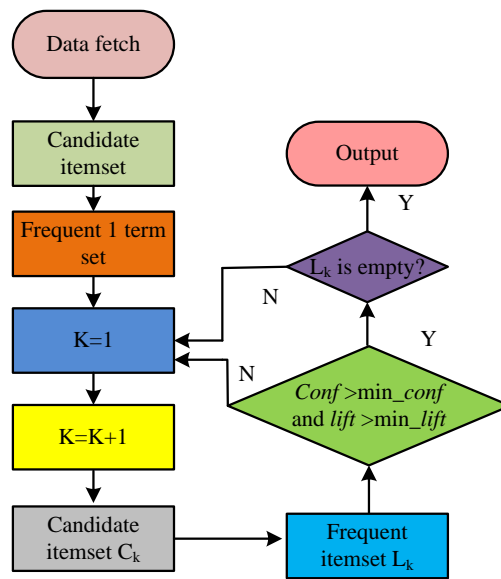 Data fetch
Candidate
itemset
Frequent 1 term
set
K=1
K=K+1
Candidate
itemset Cₖ
Frequent
itemset Lₖ
Conf >min_conf
and lift >min_lift
N
Y
Lₖ is empty?
N
Y
Output